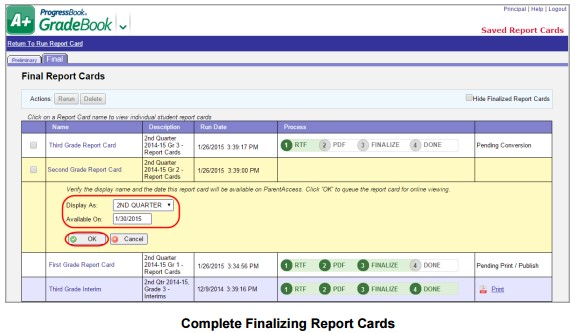 Principal | Help | Logout
A+ ProgressBook®
GradeBook
Saved Report Cards
Return To Run Report Card
Preliminary Final
Final Report Cards
Actions: Rerun Delete Hide Finalized Report Cards
Click on a Report Card name to view individual student report cards
Name Description Run Date Process
Third Grade Report Card 2nd Quarter 2014-15 Gr 3 - Report Cards 1/26/2015 3:39:17 PM 1 RTF 2 PDF 3 FINALIZE 4 DONE Pending Conversion
Second Grade Report Card 2nd Quarter 2014-15 Gr 2 - Report Cards 1/26/2015 3:39:00 PM
Verify the display name and the date this report card will be available on ParentAccess. Click 'OK' to queue the report card for online viewing.
Display As: 2ND QUARTER
Available On: 1/30/2015
OK Cancel
First Grade Report Card 2nd Quarter 2014-15 Gr 1 - Report Cards 1/26/2015 3:34:56 PM 1 RTF 2 PDF 3 FINALIZE 4 DONE Pending Print / Publish
Third Grade Interim 2nd Qtr 2014-15, Grade 3 - Interims 12/9/2014 3:39:16 PM 1 RTF 2 PDF 3 FINALIZE 4 DONE Print
Complete Finalizing Report Cards